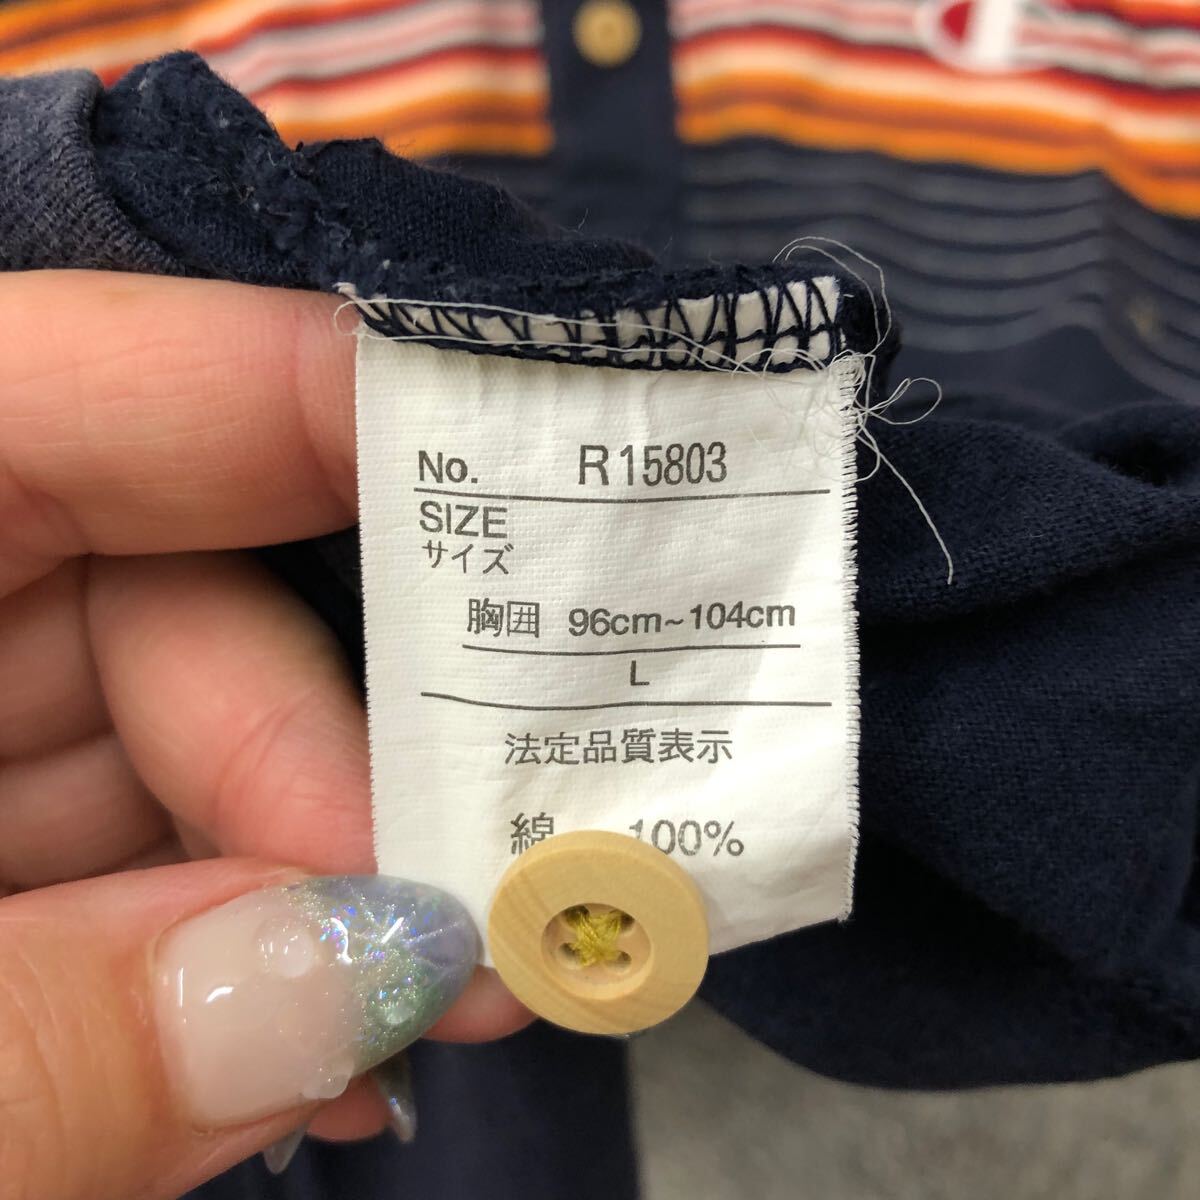 No. R15803
SIZE
サイズ
胸囲 96cm~104cm
L
法定品質表示
綿 100%